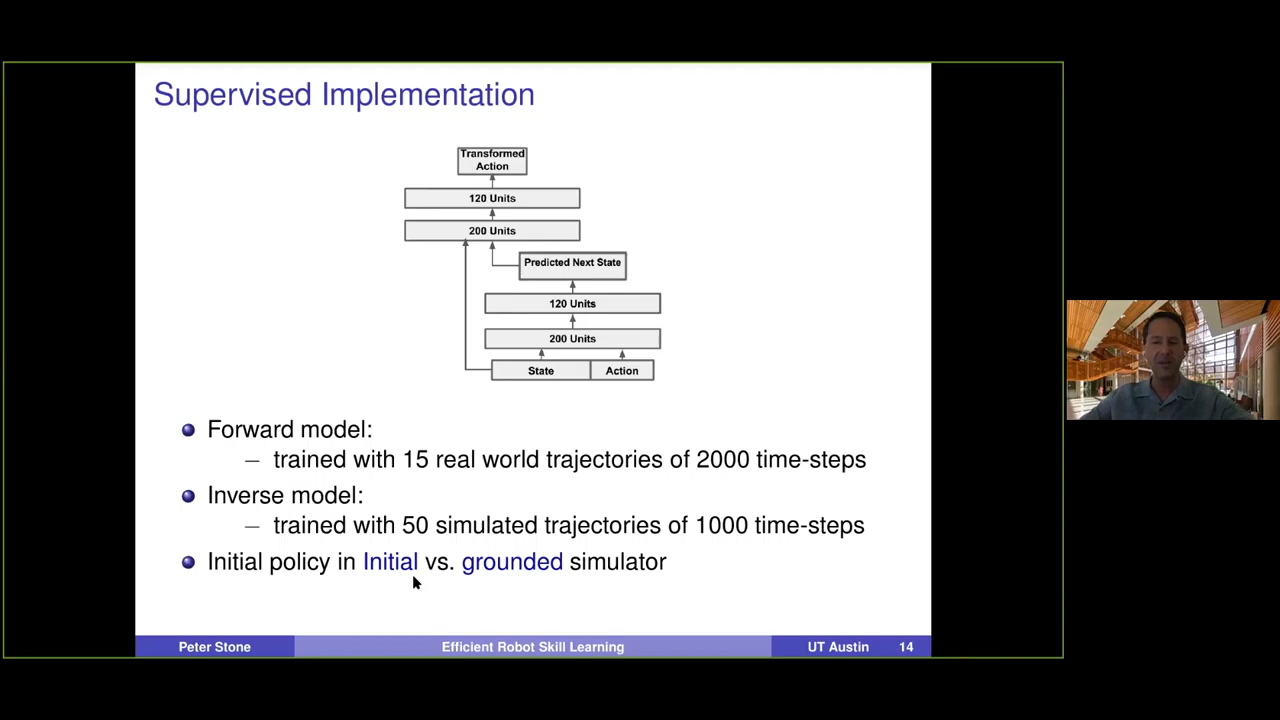 Supervised Implementation
Transformed
Action
120 Units
200 Units
Predicted Next State
120 Units
200 Units
State
Action
Forward model:
– trained with 15 real world trajectories of 2000 time-steps
Inverse model:
– trained with 50 simulated trajectories of 1000 time-steps
Initial policy in Initial vs. grounded simulator
Peter Stone
Efficient Robot Skill Learning
UT Austin
14